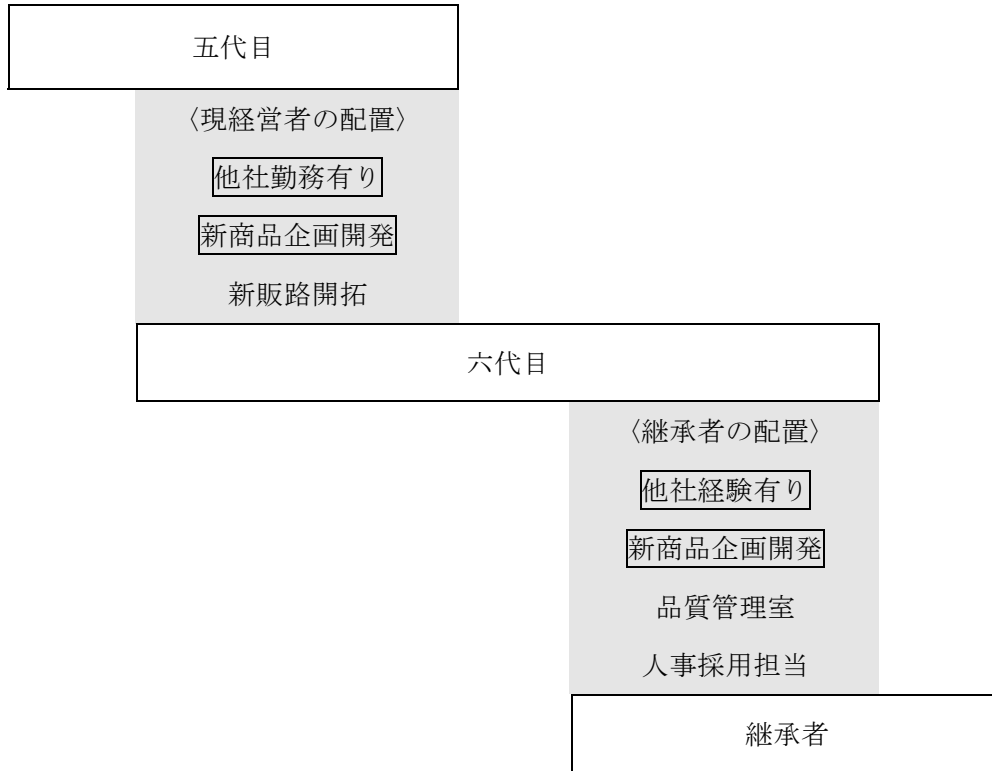 五代目
〈現経営者の配置〉
他社勤務有り
新商品企画開発
新販路開拓
六代目
〈継承者の配置〉
他社経験有り
新商品企画開発
品質管理室
人事採用担当
継承者